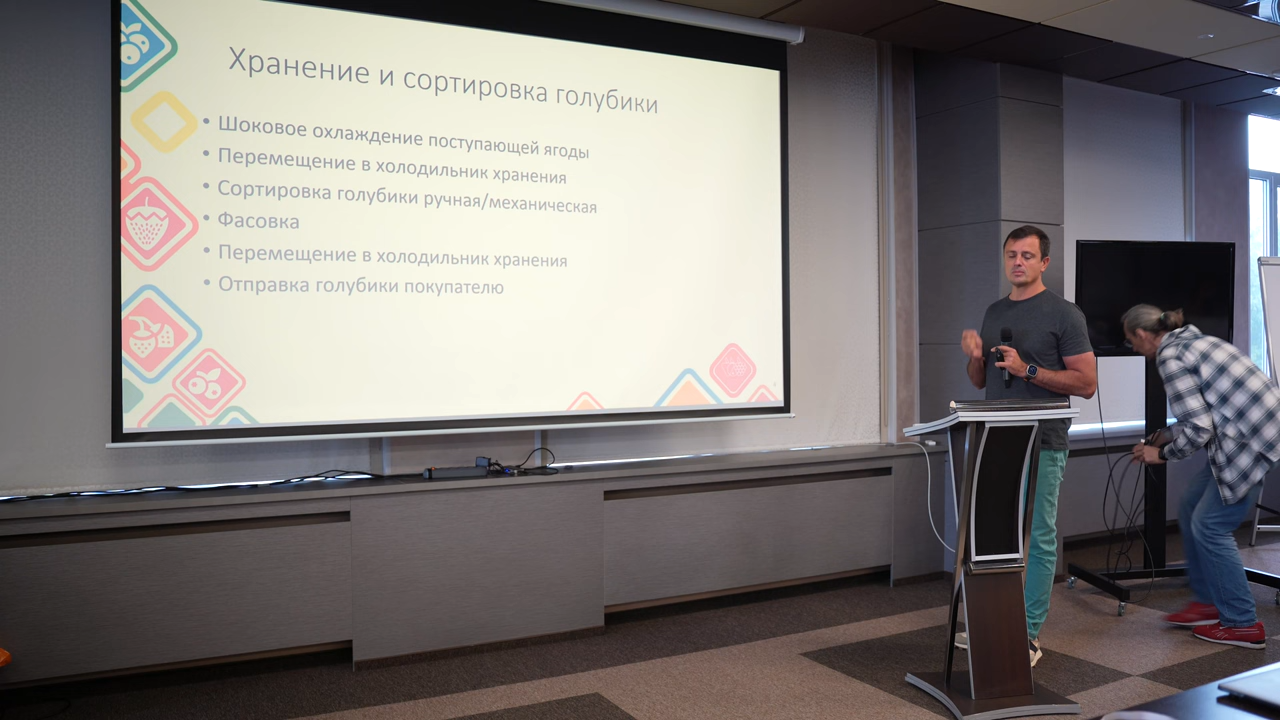 Хранение и сортировка голубики
• Шоковое охлаждение поступающей ягоды
• Перемещение в холодильник хранения
• Сортировка голубики ручная/механическая
• Фасовка
• Перемещение в холодильник хранения
• Отправка голубики покупателю